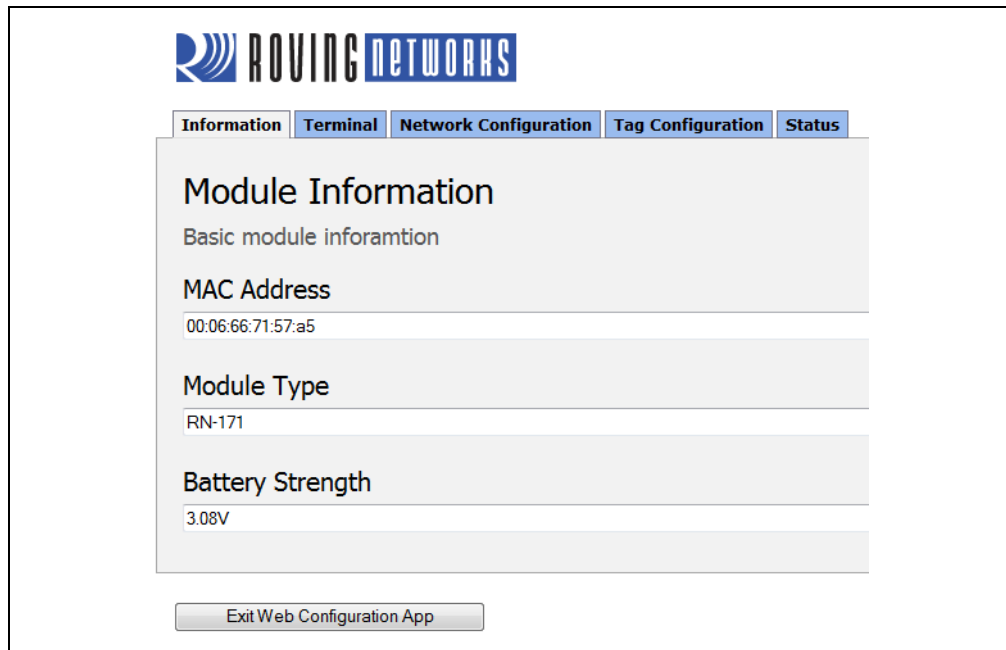 ROVING NETWORKS
Information Terminal Network Configuration Tag Configuration Status
Module Information
Basic module inforamtion
MAC Address
00:06:66:71:57:a5
Module Type
RN-171
Battery Strength
3.08V
Exit Web Configuration App